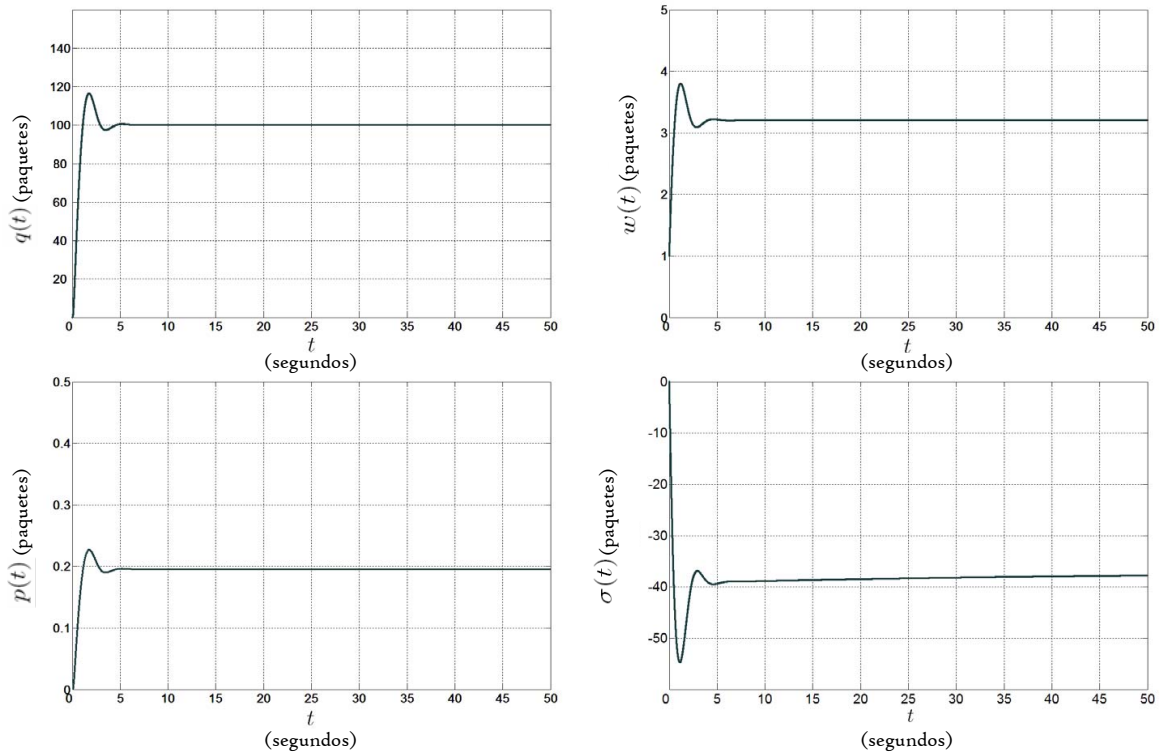 140
120
100
80
60
40
20
q(t) (paquetes)
0 5 10 15 20 25 30 35 40 45 50
t
(segundos)
5
4
3
2
1
0
w(t) (paquetes)
0 5 10 15 20 25 30 35 40 45 50
t
(segundos)
0.5
0.4
0.3
0.2
0.1
0
p(t) (paquetes)
0 5 10 15 20 25 30 35 40 45 50
t
(segundos)
0
-10
-20
-30
-40
-50
σ(t) (paquetes)
0 5 10 15 20 25 30 35 40 45 50
t
(segundos)